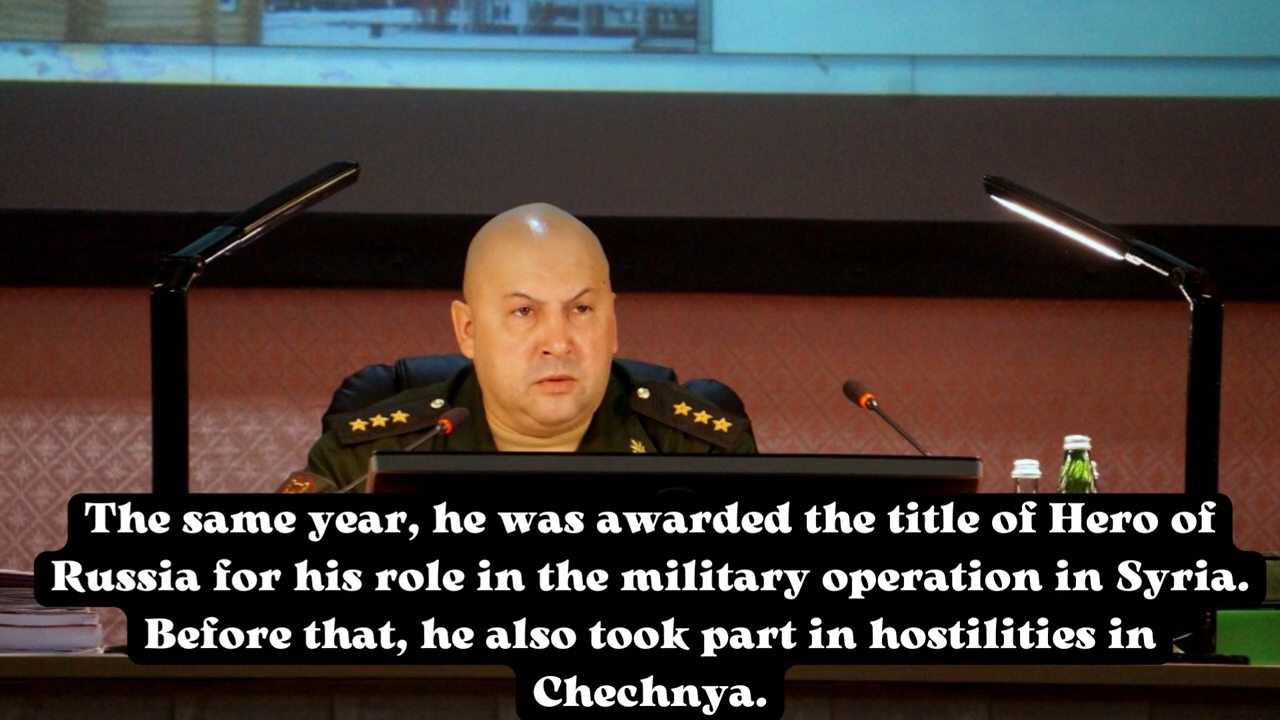 The same year, he was awarded the title of Hero of
Russia for his role in the military operation in Syria.
Before that, he also took part in hostilities in
Chechnya.